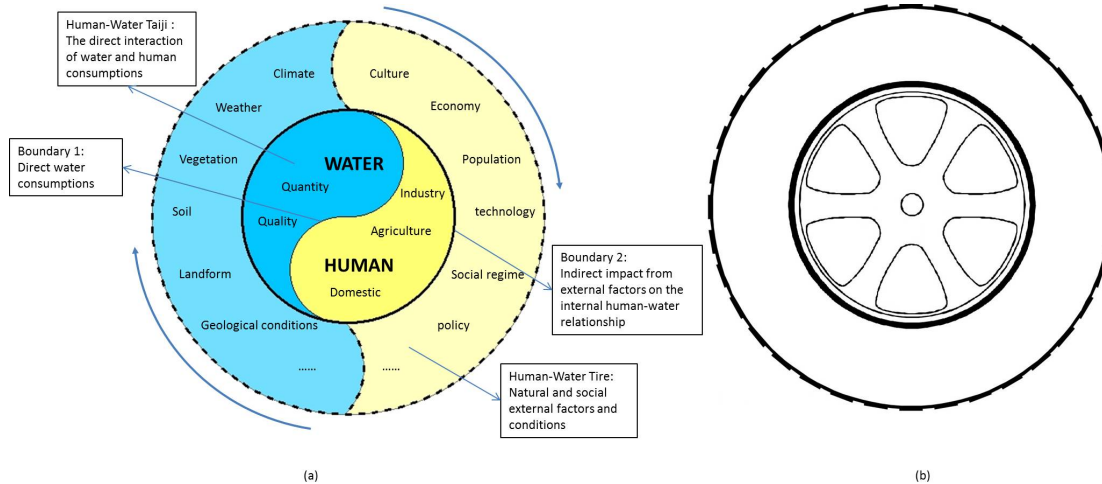 Human-Water Taiji :
The direct interaction
of water and human
consumptions
Climate
Culture
Weather
Economy
Boundary 1:
Direct water
consumptions
Vegetation
Population
WATER
Quantity
Industry
Soil
Quality
technology
Agriculture
HUMAN
Landform
Domestic
Social regime
Boundary 2:
Indirect impact from
external factors on the
internal human-water
relationship
Geological conditions
policy
......
......
Human-Water Tire:
Natural and social
external factors and
conditions
(a)
(b)